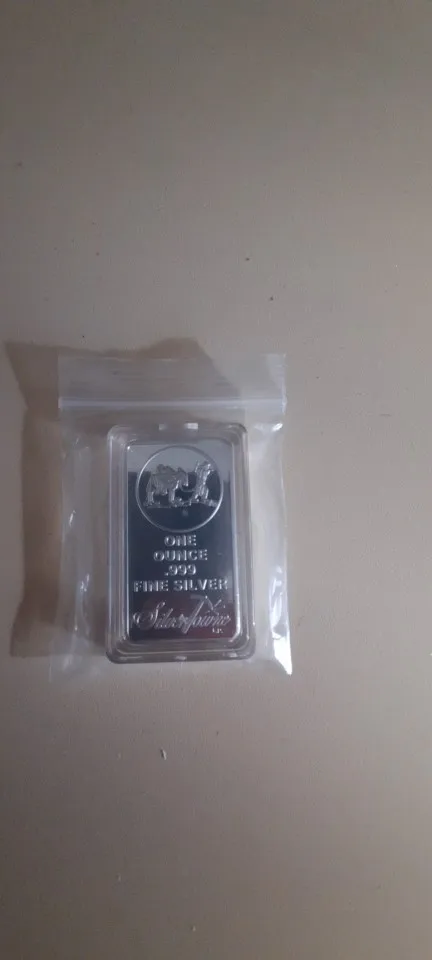 ONE
OUNCE
.999
FINE SILVER
SilverTowne